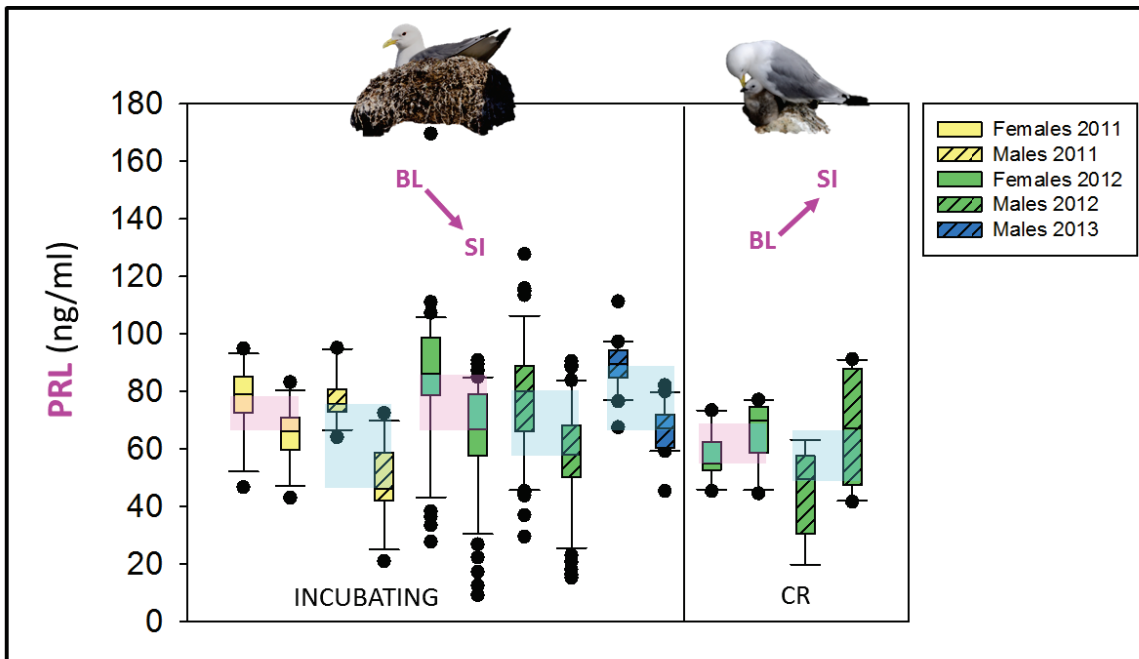 180
160
140
120
100
80
60
40
20
0
PRL (ng/ml)
BL
SI
INCUBATING
SI
BL
CR
Females 2011
Males 2011
Females 2012
Males 2012
Males 2013